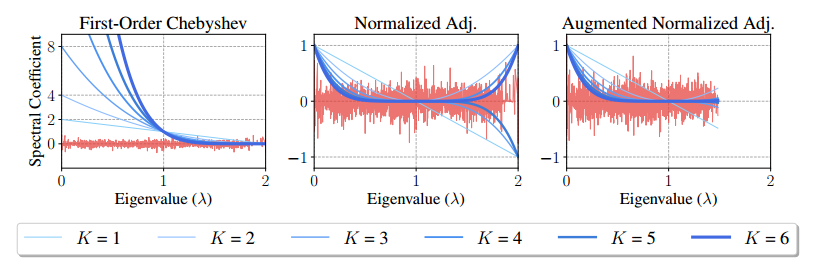 First-Order Chebyshev Normalized Adj. Augmented Normalized Adj.
Spectral Coefficient
8
4
2
0
0 1 2
Eigenvalue (λ)
1
0
−1
0 1 2
Eigenvalue (λ)
1
0
−1
0 1 2
Eigenvalue (λ)
K = 1 K = 2 K = 3 K = 4 K = 5 K = 6